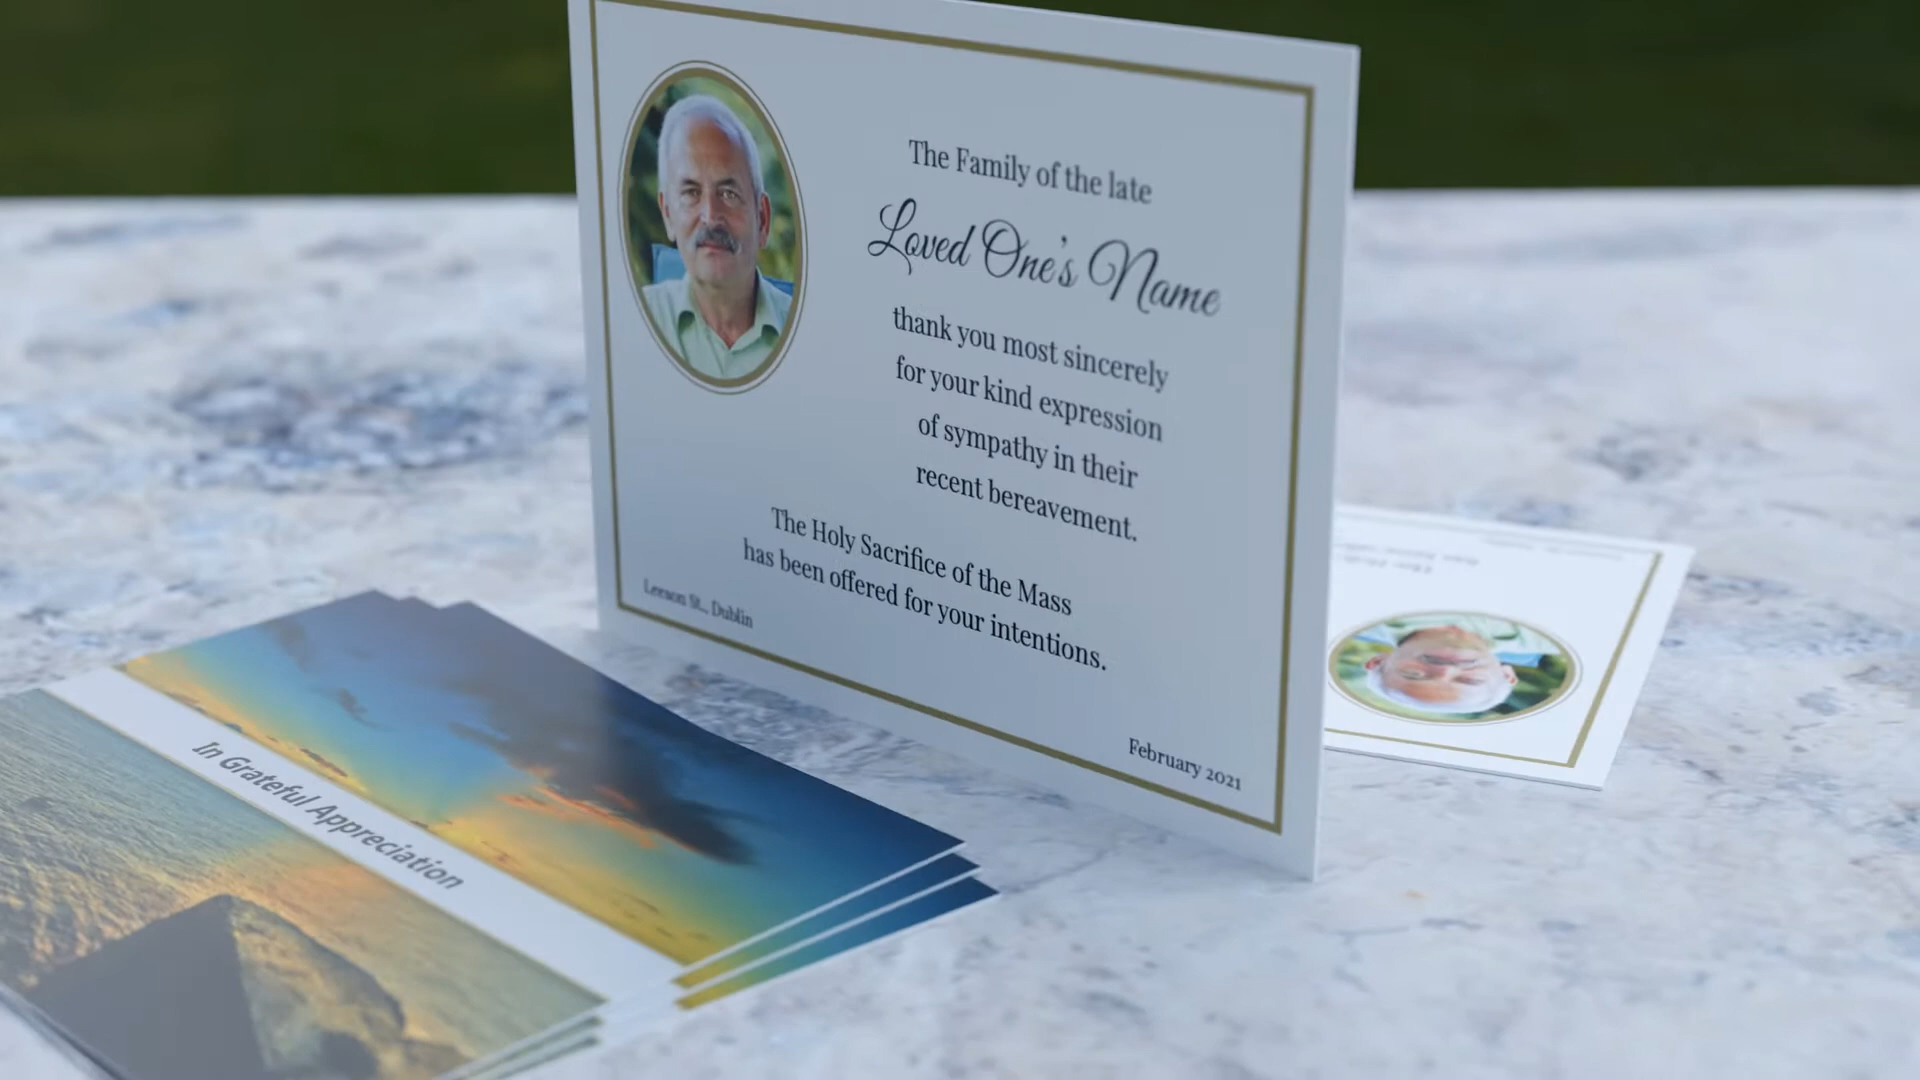 The Family of the late
Loved One's Name
thank you most sincerely
for your kind expression
of sympathy in their
recent bereavement.
The Holy Sacrifice of the Mass
has been offered for your intentions.
Leeson St., Dublin
February 2021
In Grateful Appreciation